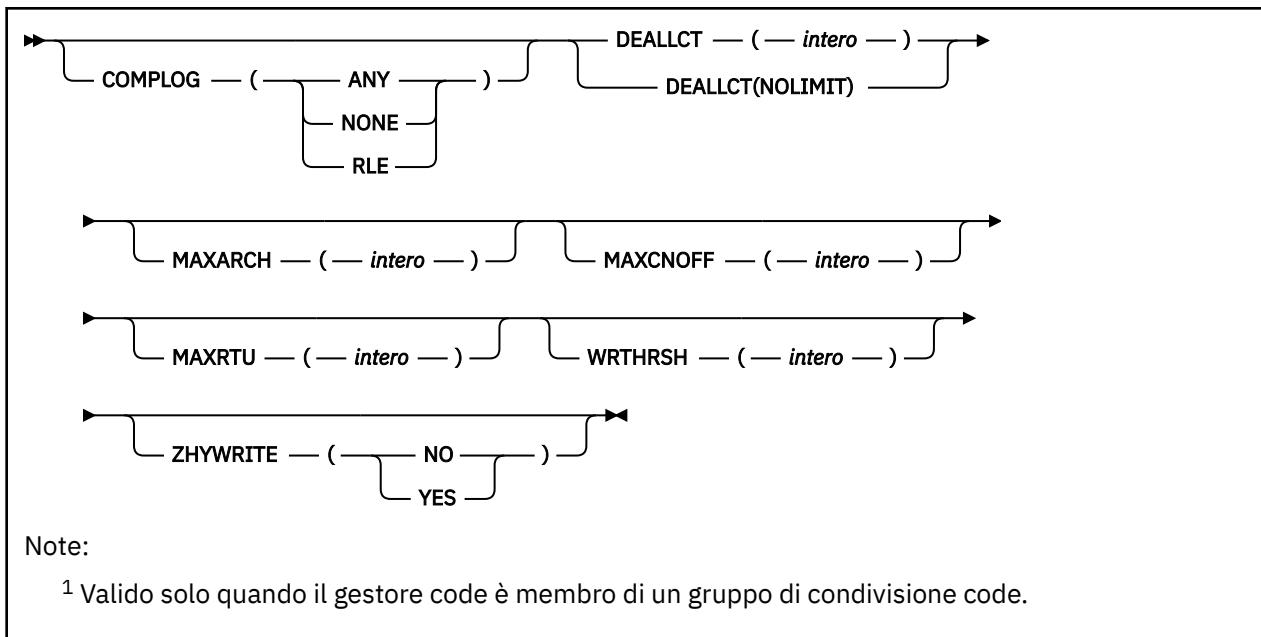 COMPLOG ( ANY ) DEALLCT ( intero )
NONE DEALLCT(NOLIMIT)
RLE
MAXARCH ( intero ) MAXCNOFF ( intero )
MAXRTU ( intero ) WRTHRSH ( intero )
ZHYWRITE ( NO )
YES
Note:
1 Valido solo quando il gestore code è membro di un gruppo di condivisione code.